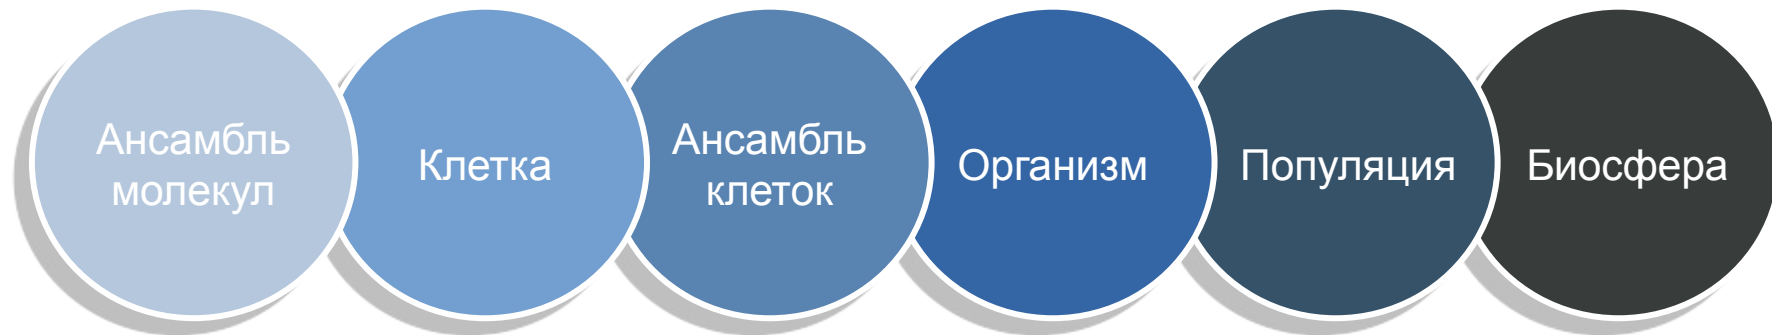 Ансамбль
молекул
Клетка
Ансамбль
клеток
Организм
Популяция
Биосфера